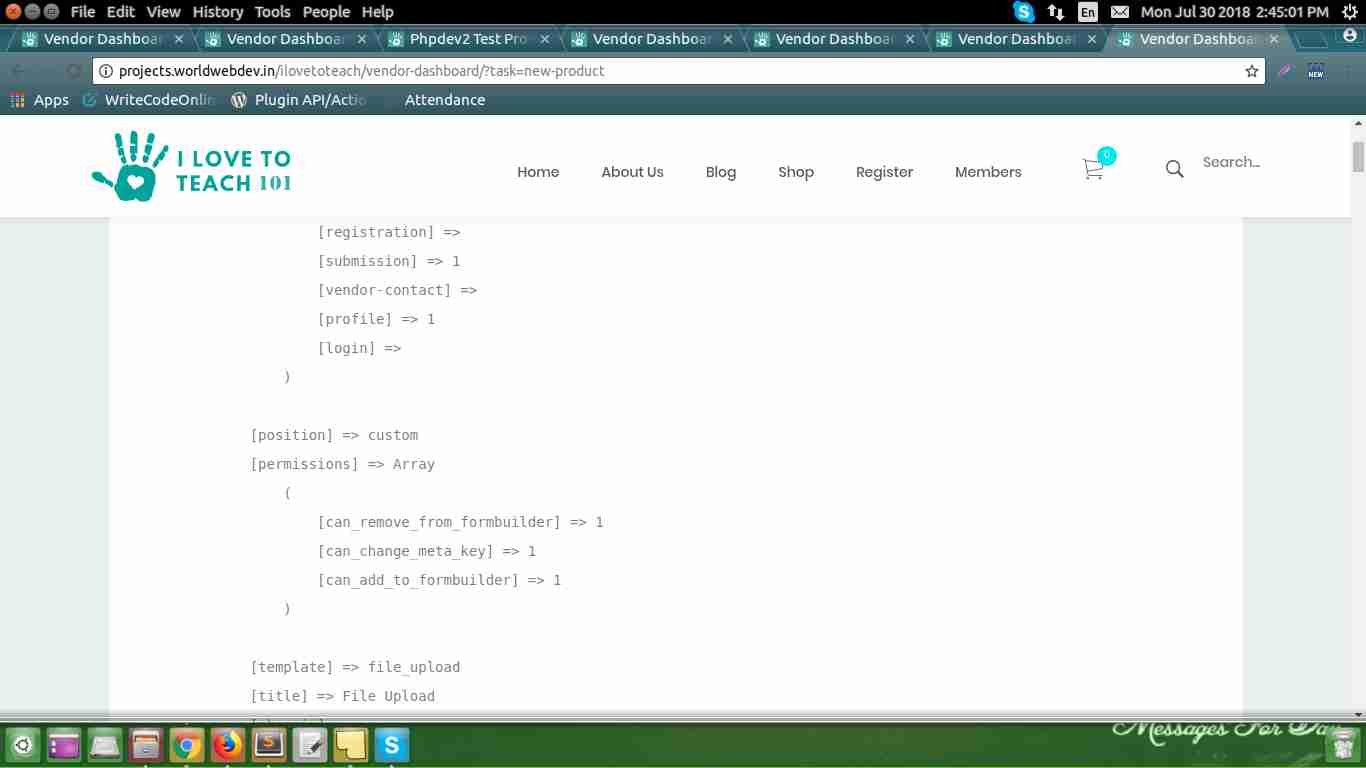 File Edit View History Tools People Help En Mon Jul 30 2018 2:45:01 PM
Vendor Dashboar Vendor Dashboar Phpdev2 Test Pro Vendor Dashboar Vendor Dashboar Vendor Dashboar Vendor Dashboar
projects.worldwebdev.in/ilovetoteach/vendor-dashboard/?task=new-product NEW
Apps WriteCodeOnlin Plugin API/Actio Attendance
I LOVE TO
TEACH 101
Home About Us Blog Shop Register Members 0 Search...
[registration] =>
[submission] => 1
[vendor-contact] =>
[profile] => 1
[login] =>
)
[position] => custom
[permissions] => Array
(
[can_remove_from_formbuilder] => 1
[can_change_meta_key] => 1
[can_add_to_formbuilder] => 1
)
[template] => file_upload
[title] => File Upload
Messages For Day